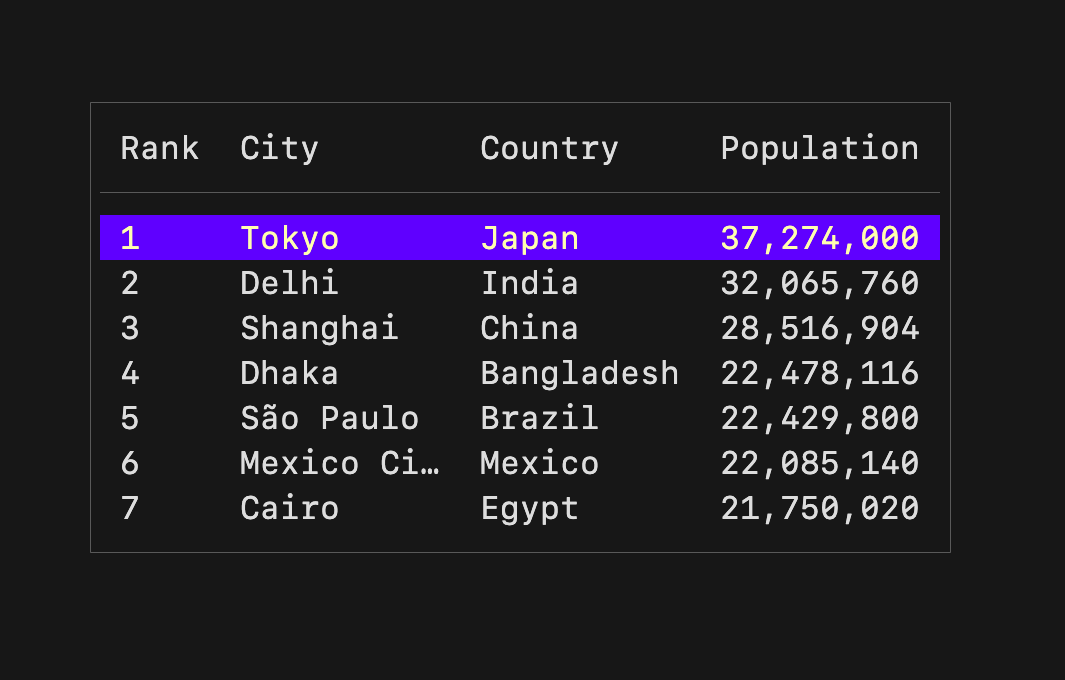 Rank City Country Population
1 Tokyo Japan 37,274,000
2 Delhi India 32,065,760
3 Shanghai China 28,516,904
4 Dhaka Bangladesh 22,478,116
5 São Paulo Brazil 22,429,800
6 Mexico Ci… Mexico 22,085,140
7 Cairo Egypt 21,750,020